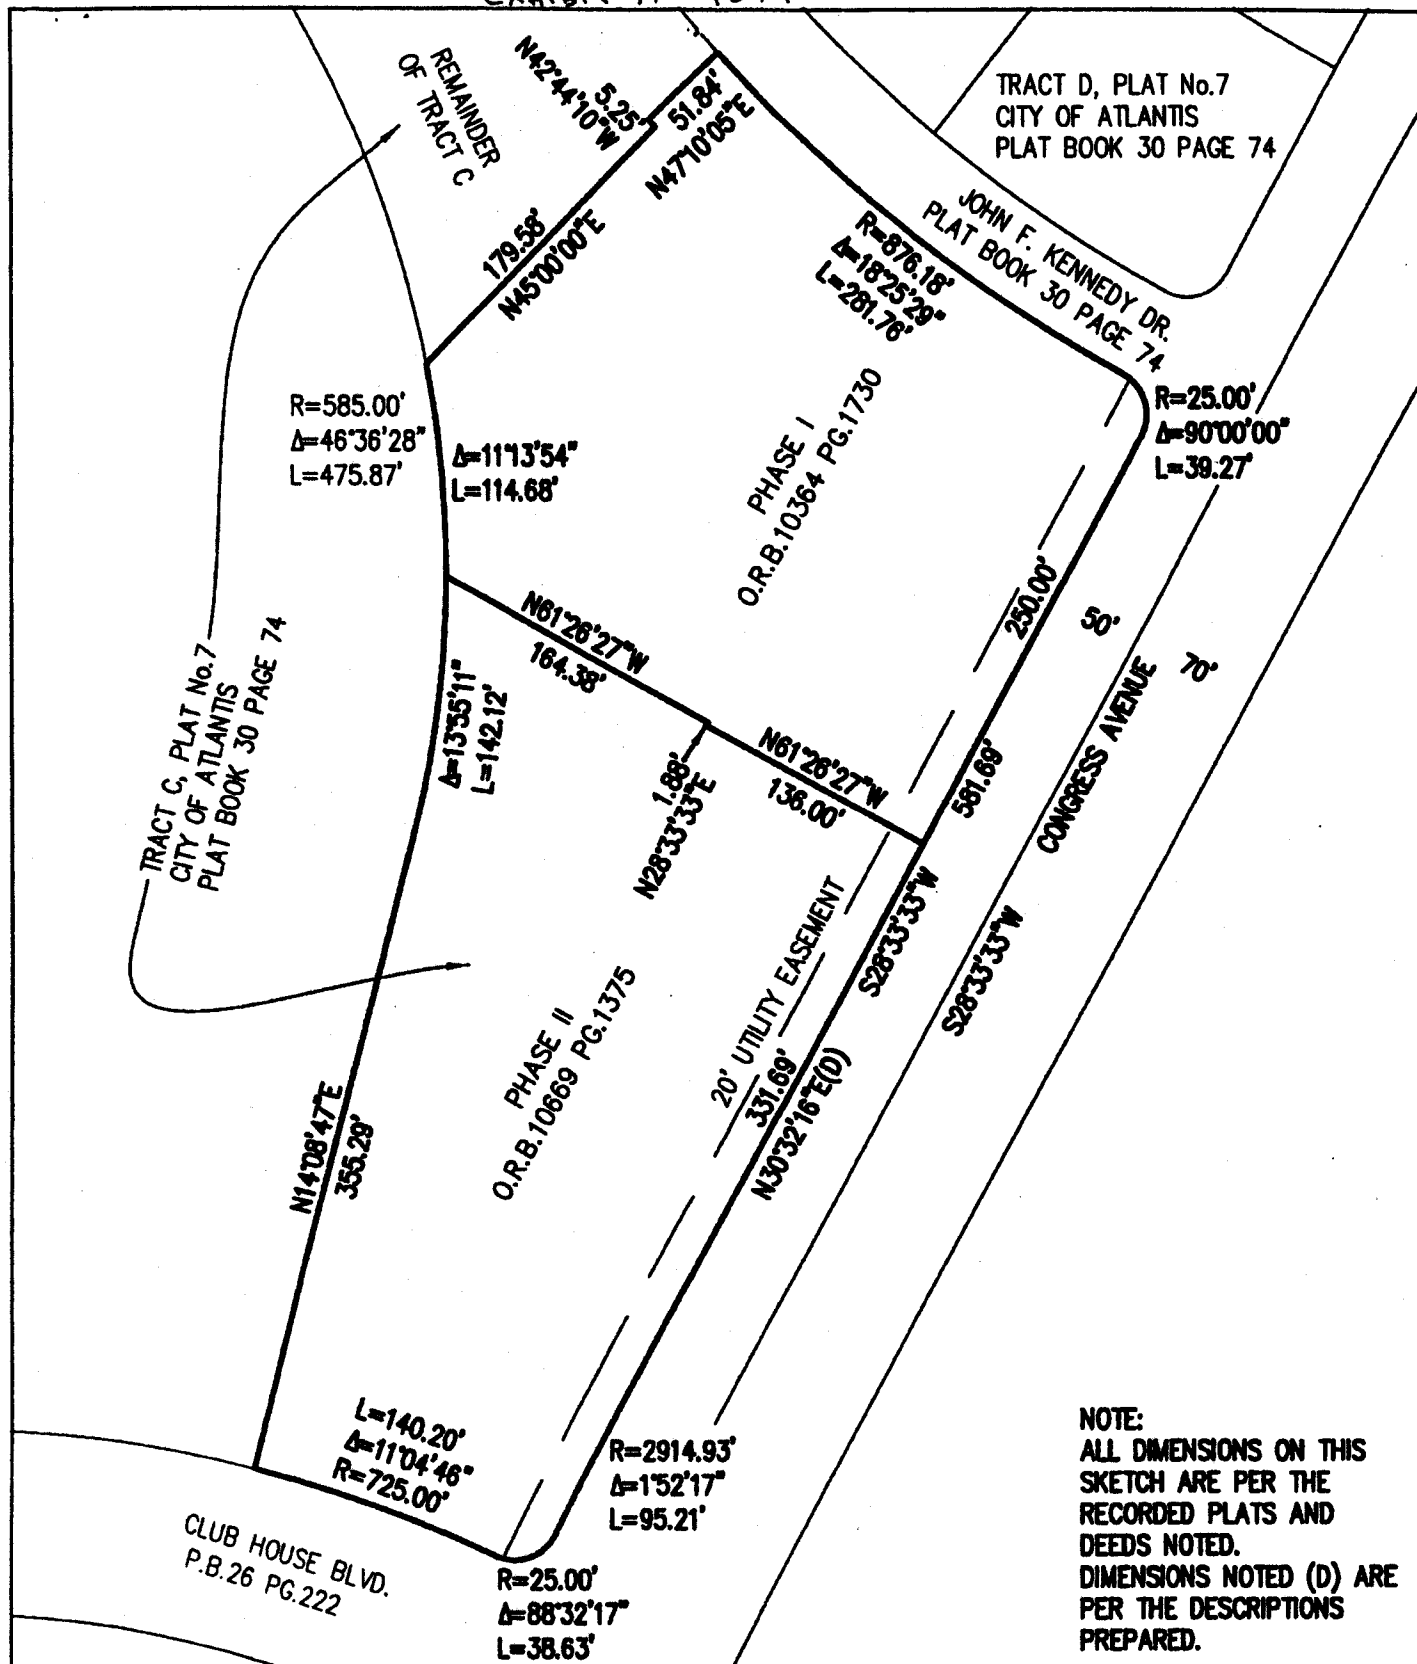 REMAINDER
OF TRACT C
N42°44'10"W
5.25'
51.84'
N47°10'05"E
TRACT D, PLAT No.7
CITY OF ATLANTIS
PLAT BOOK 30 PAGE 74
JOHN F. KENNEDY DR.
PLAT BOOK 30 PAGE 74
179.58'
N45°00'00"E
R=876.18'
Δ=18°25'29"
L=281.76'
R=585.00'
Δ=46°36'28"
L=475.87'
Δ=11°13'54"
L=114.68'
R=25.00'
Δ=90°00'00"
L=39.27'
PHASE I
O.R.B.10364 PG.1730
250.00'
50'
70'
N61°26'27"W
164.38'
TRACT C, PLAT No.7
CITY OF ATLANTIS
PLAT BOOK 30 PAGE 74
Δ=13°55'11"
L=142.12'
1.88'
N28°33'33"E
N61°26'27"W
136.00'
581.69'
CONGRESS AVENUE
S28°33'33"W
S28°33'33"W
20' UTILITY EASEMENT
331.69'
N30°32'16"E(D)
PHASE II
O.R.B.10669 PG.1375
N14°08'47"E
355.29'
L=140.20'
Δ=11°04'46"
R=725.00'
R=2914.93'
Δ=1°52'17"
L=95.21'
CLUB HOUSE BLVD.
P.B.26 PG.222
R=25.00'
Δ=88°32'17"
L=38.63'
NOTE:
ALL DIMENSIONS ON THIS
SKETCH ARE PER THE
RECORDED PLATS AND
DEEDS NOTED.
DIMENSIONS NOTED (D) ARE
PER THE DESCRIPTIONS
PREPARED.